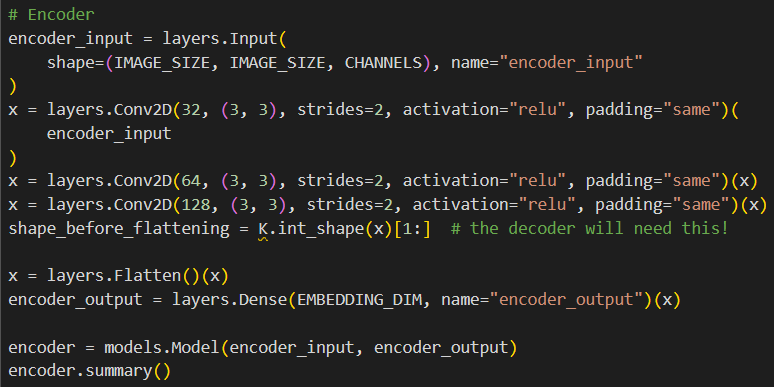 # Encoder
encoder_input = layers.Input(
    shape=(IMAGE_SIZE, IMAGE_SIZE, CHANNELS), name="encoder_input"
)
x = layers.Conv2D(32, (3, 3), strides=2, activation="relu", padding="same")(
    encoder_input
)
x = layers.Conv2D(64, (3, 3), strides=2, activation="relu", padding="same")(x)
x = layers.Conv2D(128, (3, 3), strides=2, activation="relu", padding="same")(x)
shape_before_flattening = K.int_shape(x)[1:]  # the decoder will need this!

x = layers.Flatten()(x)
encoder_output = layers.Dense(EMBEDDING_DIM, name="encoder_output")(x)

encoder = models.Model(encoder_input, encoder_output)
encoder.summary()